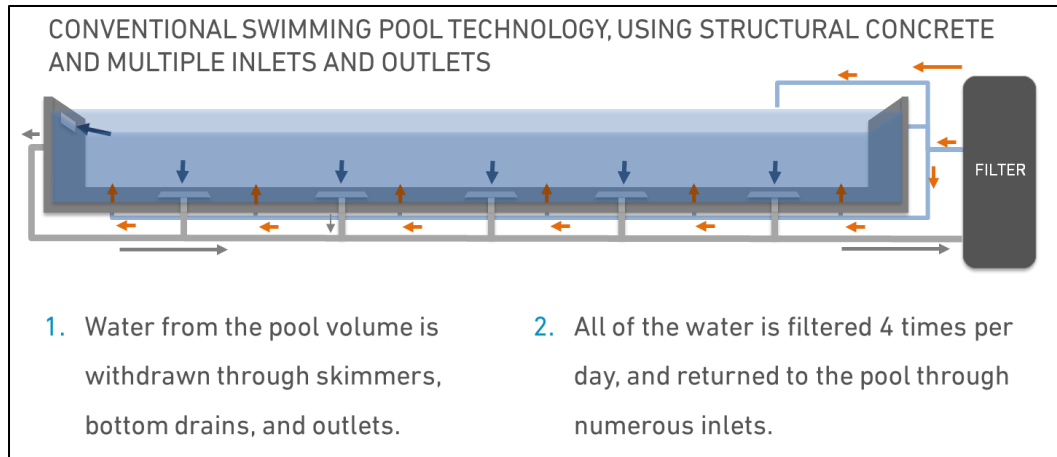 CONVENTIONAL SWIMMING POOL TECHNOLOGY, USING STRUCTURAL CONCRETE
AND MULTIPLE INLETS AND OUTLETS
FILTER
1. Water from the pool volume is
withdrawn through skimmers,
bottom drains, and outlets.
2. All of the water is filtered 4 times per
day, and returned to the pool through
numerous inlets.